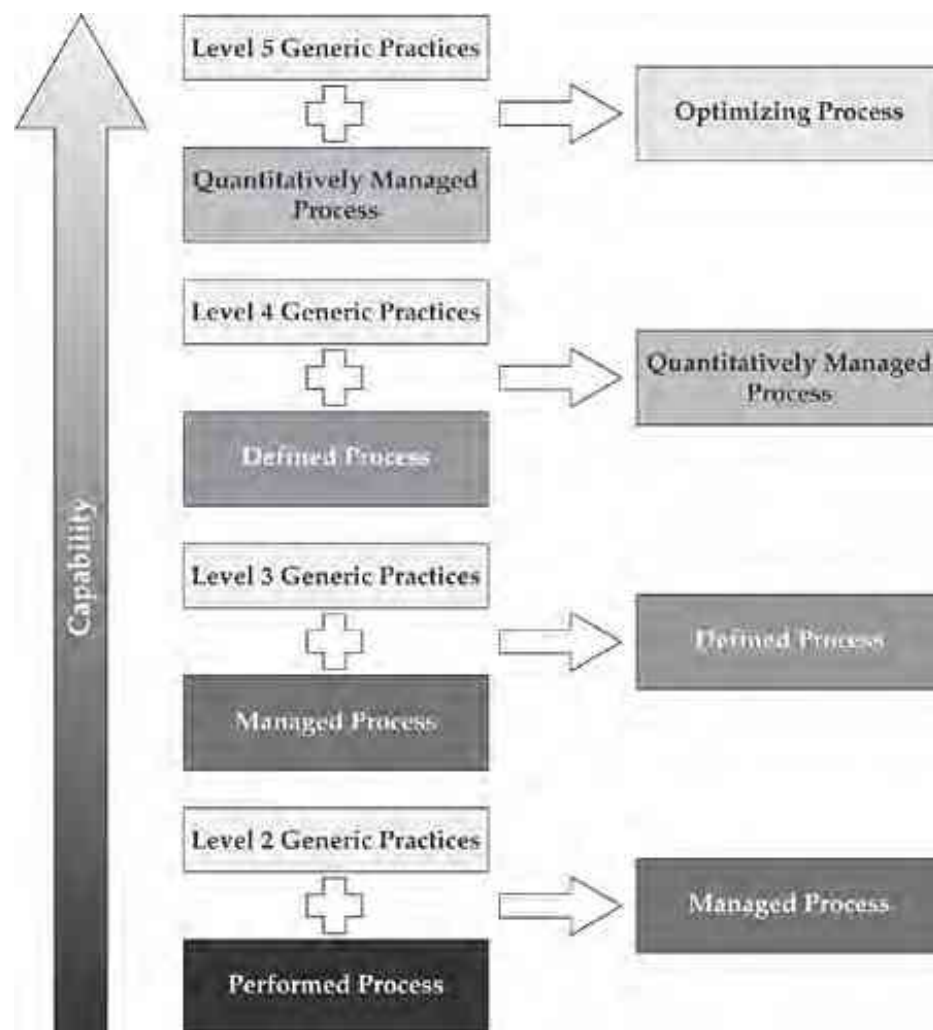 Level 5 Generic Practices
Quantitatively Managed
Process
Optimizing Process
Level 4 Generic Practices
Defined Process
Quantitatively Managed
Process
Level 3 Generic Practices
Managed Process
Defined Process
Level 2 Generic Practices
Performed Process
Managed Process
Capability